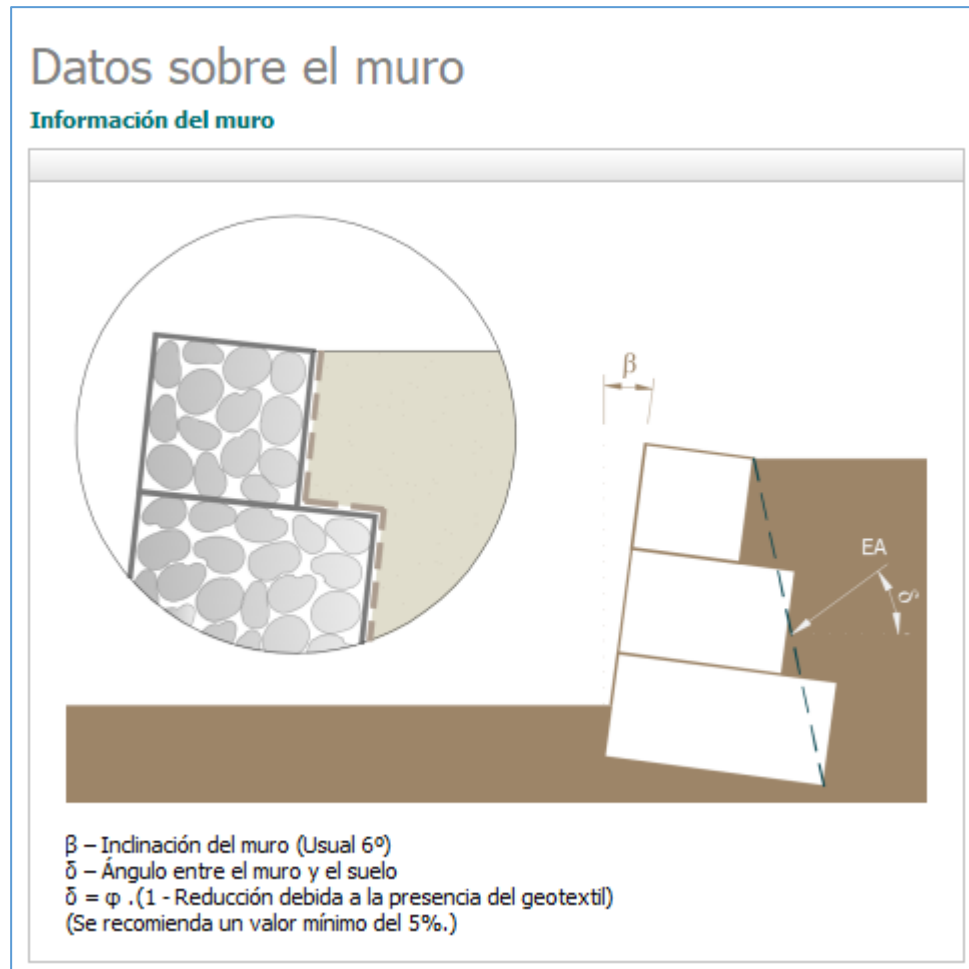 Datos sobre el muro
Información del muro
β
EA
δ
β – Inclinación del muro (Usual 6º)
δ – Ángulo entre el muro y el suelo
δ = φ .(1 - Reducción debida a la presencia del geotextil)
(Se recomienda un valor mínimo del 5%.)